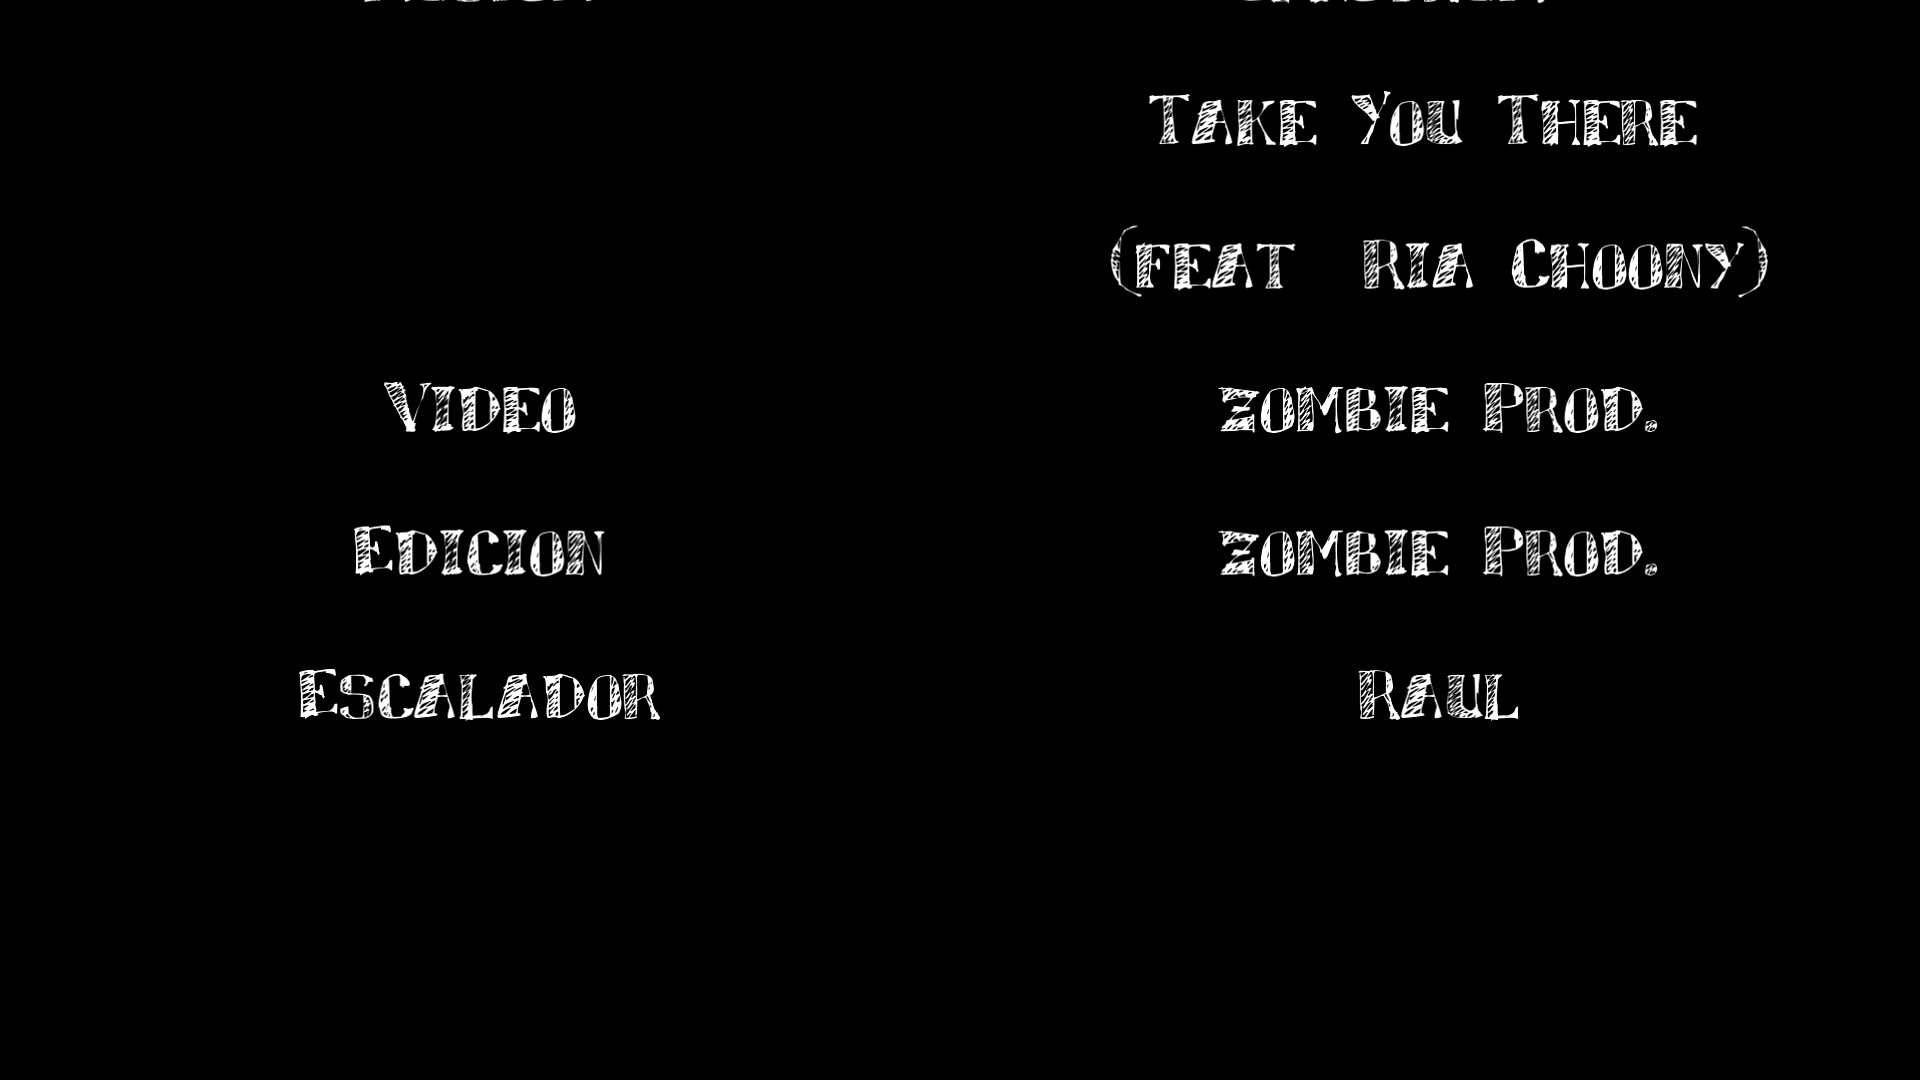 Take You There
(feat Ria Choony)
Video zombie Prod.
Edicion zombie Prod.
Escalador Raul